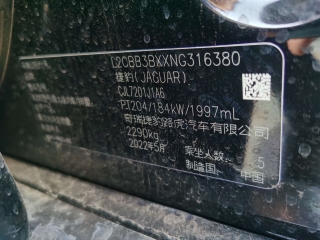 L2CBB3BXXNG316380
捷豹(JAGUAR)
CJL7201J1A6
PT204/184kW/1997mL
奇瑞捷豹路虎汽车有限公司
2290kg
2022年5月
乘坐人数: 5
制造国: 中国